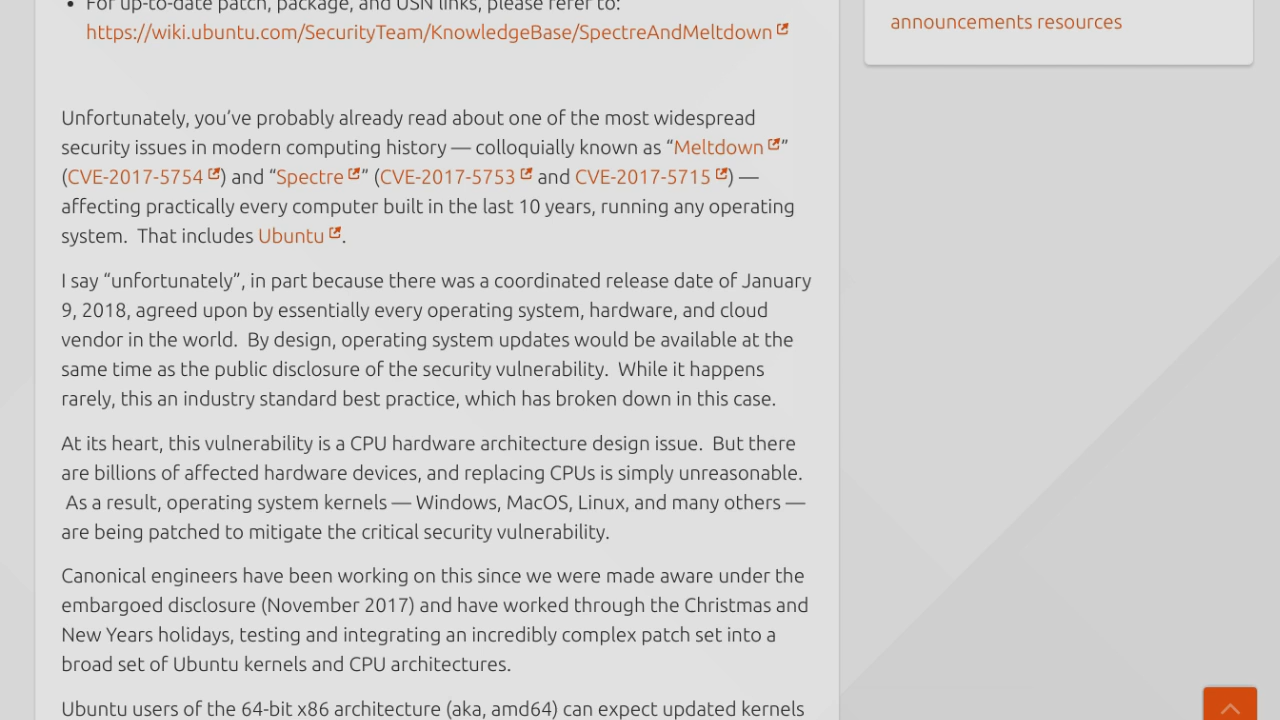 For up-to-date patch, package, and USN links, please refer to:
https://wiki.ubuntu.com/SecurityTeam/KnowledgeBase/SpectreAndMeltdown
announcements resources
Unfortunately, you’ve probably already read about one of the most widespread
security issues in modern computing history — colloquially known as “Meltdown”
(CVE-2017-5754) and “Spectre” (CVE-2017-5753 and CVE-2017-5715) —
affecting practically every computer built in the last 10 years, running any operating
system.  That includes Ubuntu.
I say “unfortunately”, in part because there was a coordinated release date of January
9, 2018, agreed upon by essentially every operating system, hardware, and cloud
vendor in the world.  By design, operating system updates would be available at the
same time as the public disclosure of the security vulnerability.  While it happens
rarely, this an industry standard best practice, which has broken down in this case.
At its heart, this vulnerability is a CPU hardware architecture design issue.  But there
are billions of affected hardware devices, and replacing CPUs is simply unreasonable.
As a result, operating system kernels — Windows, MacOS, Linux, and many others —
are being patched to mitigate the critical security vulnerability.
Canonical engineers have been working on this since we were made aware under the
embargoed disclosure (November 2017) and have worked through the Christmas and
New Years holidays, testing and integrating an incredibly complex patch set into a
broad set of Ubuntu kernels and CPU architectures.
Ubuntu users of the 64-bit x86 architecture (aka, amd64) can expect updated kernels